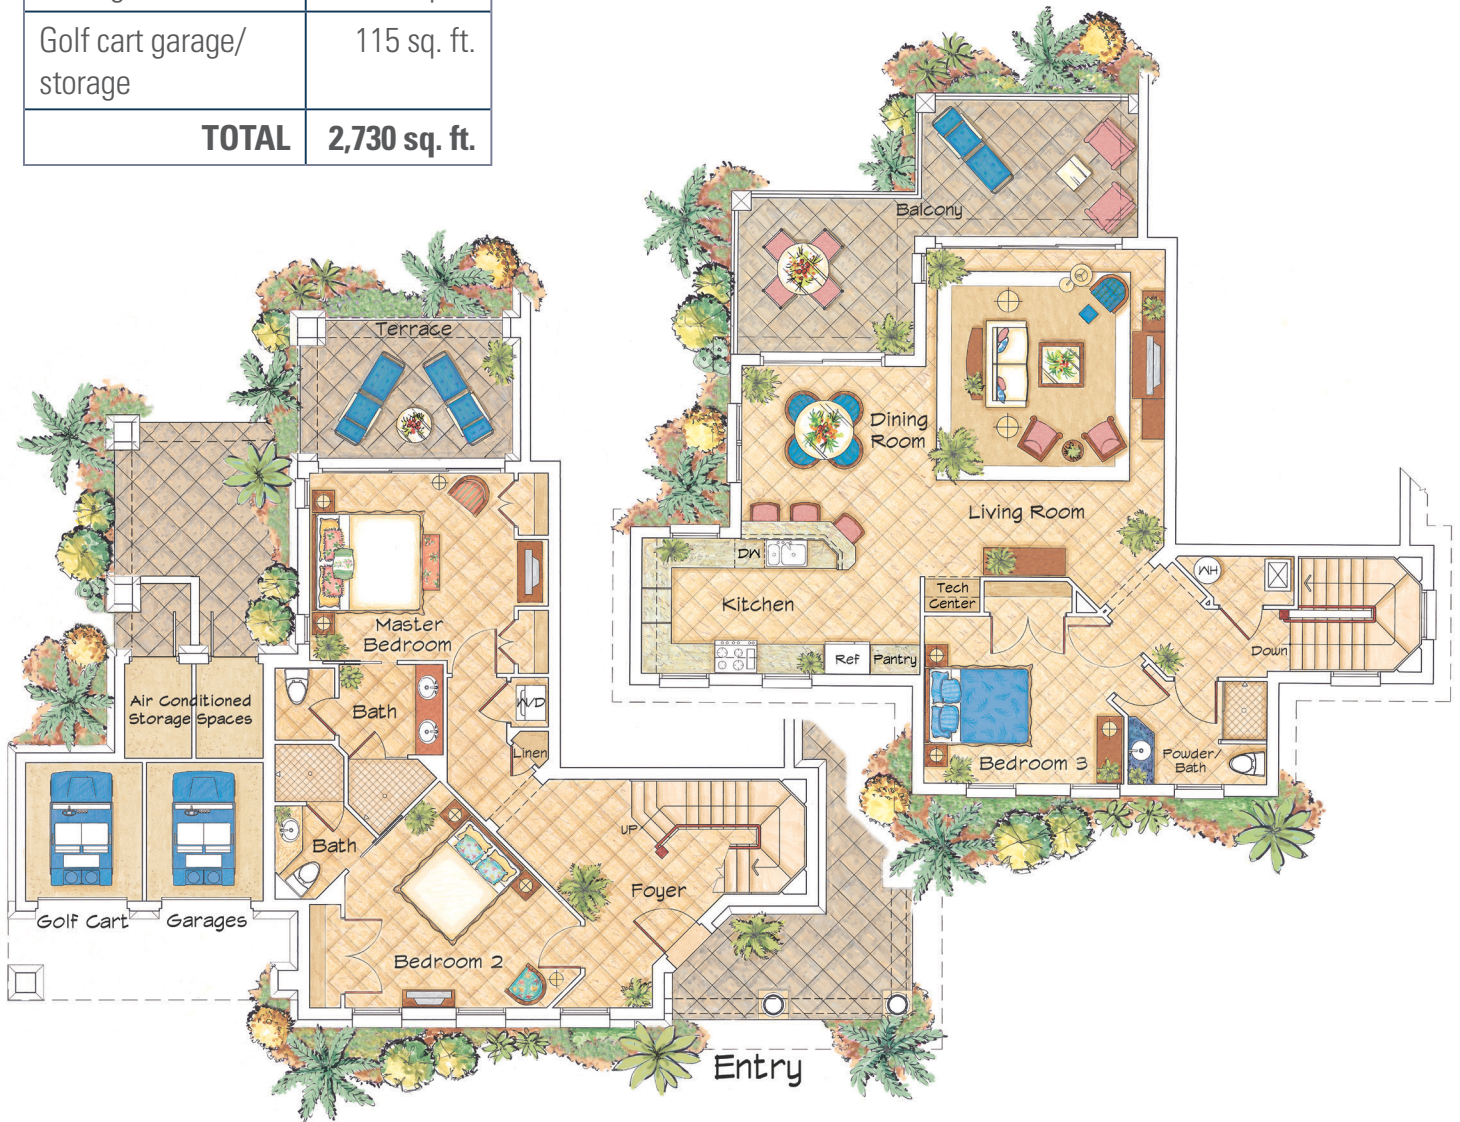 Golf cart garage/
storage
115 sq. ft.
TOTAL
2,730 sq. ft.
Balcony
Dining
Room
Living Room
DW
Kitchen
Tech
Center
Ref
Pantry
HW
Down
Bedroom 3
Powder/
Bath
Terrace
Master
Bedroom
Bath
W/D
Linen
Air Conditioned
Storage Spaces
Bath
UP
Foyer
Golf Cart
Garages
Bedroom 2
Entry